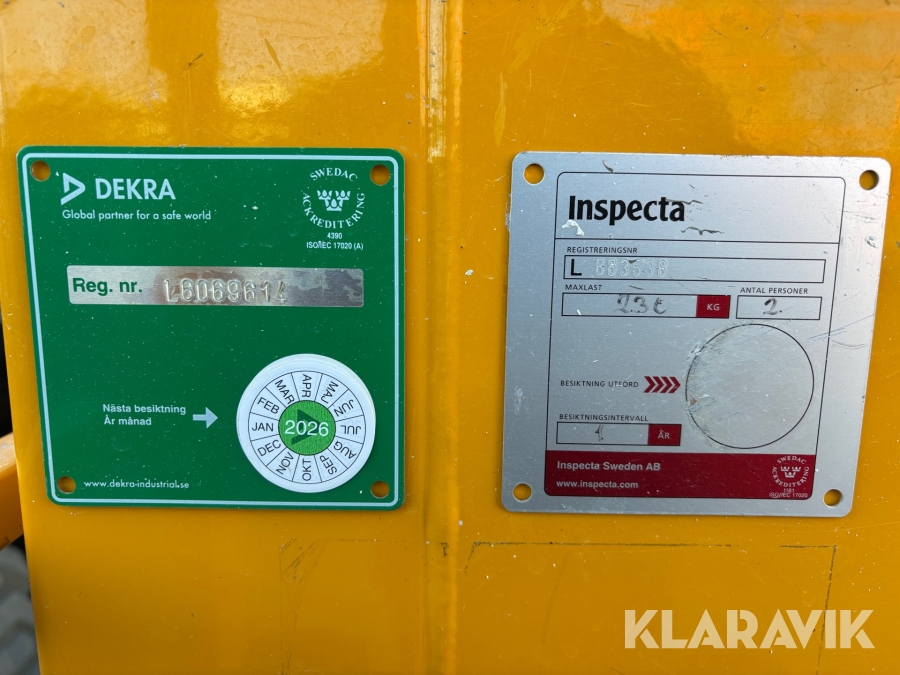 DEKRA
Global partner for a safe world
SWEDAC
ACKREDITERING
4390
ISO/IEC 17020 (A)
Reg. nr. L6069614
Nästa besiktning
År månad
JAN FEB MAR APR MAJ JUN JUL AUG SEP OKT NOV DEC
2026
www.dekra-industrial.se
Inspecta
REGISTRERINGSNR
L
MAXLAST
ANTAL PERSONER
KG
2
BESIKTNING UTFÖRD
BESIKTNINGSINTERVALL
1 ÅR
Inspecta Sweden AB
www.inspecta.com
SWEDAC
ACKREDITERING
1181
ISO/IEC 17020
KLARAVIK